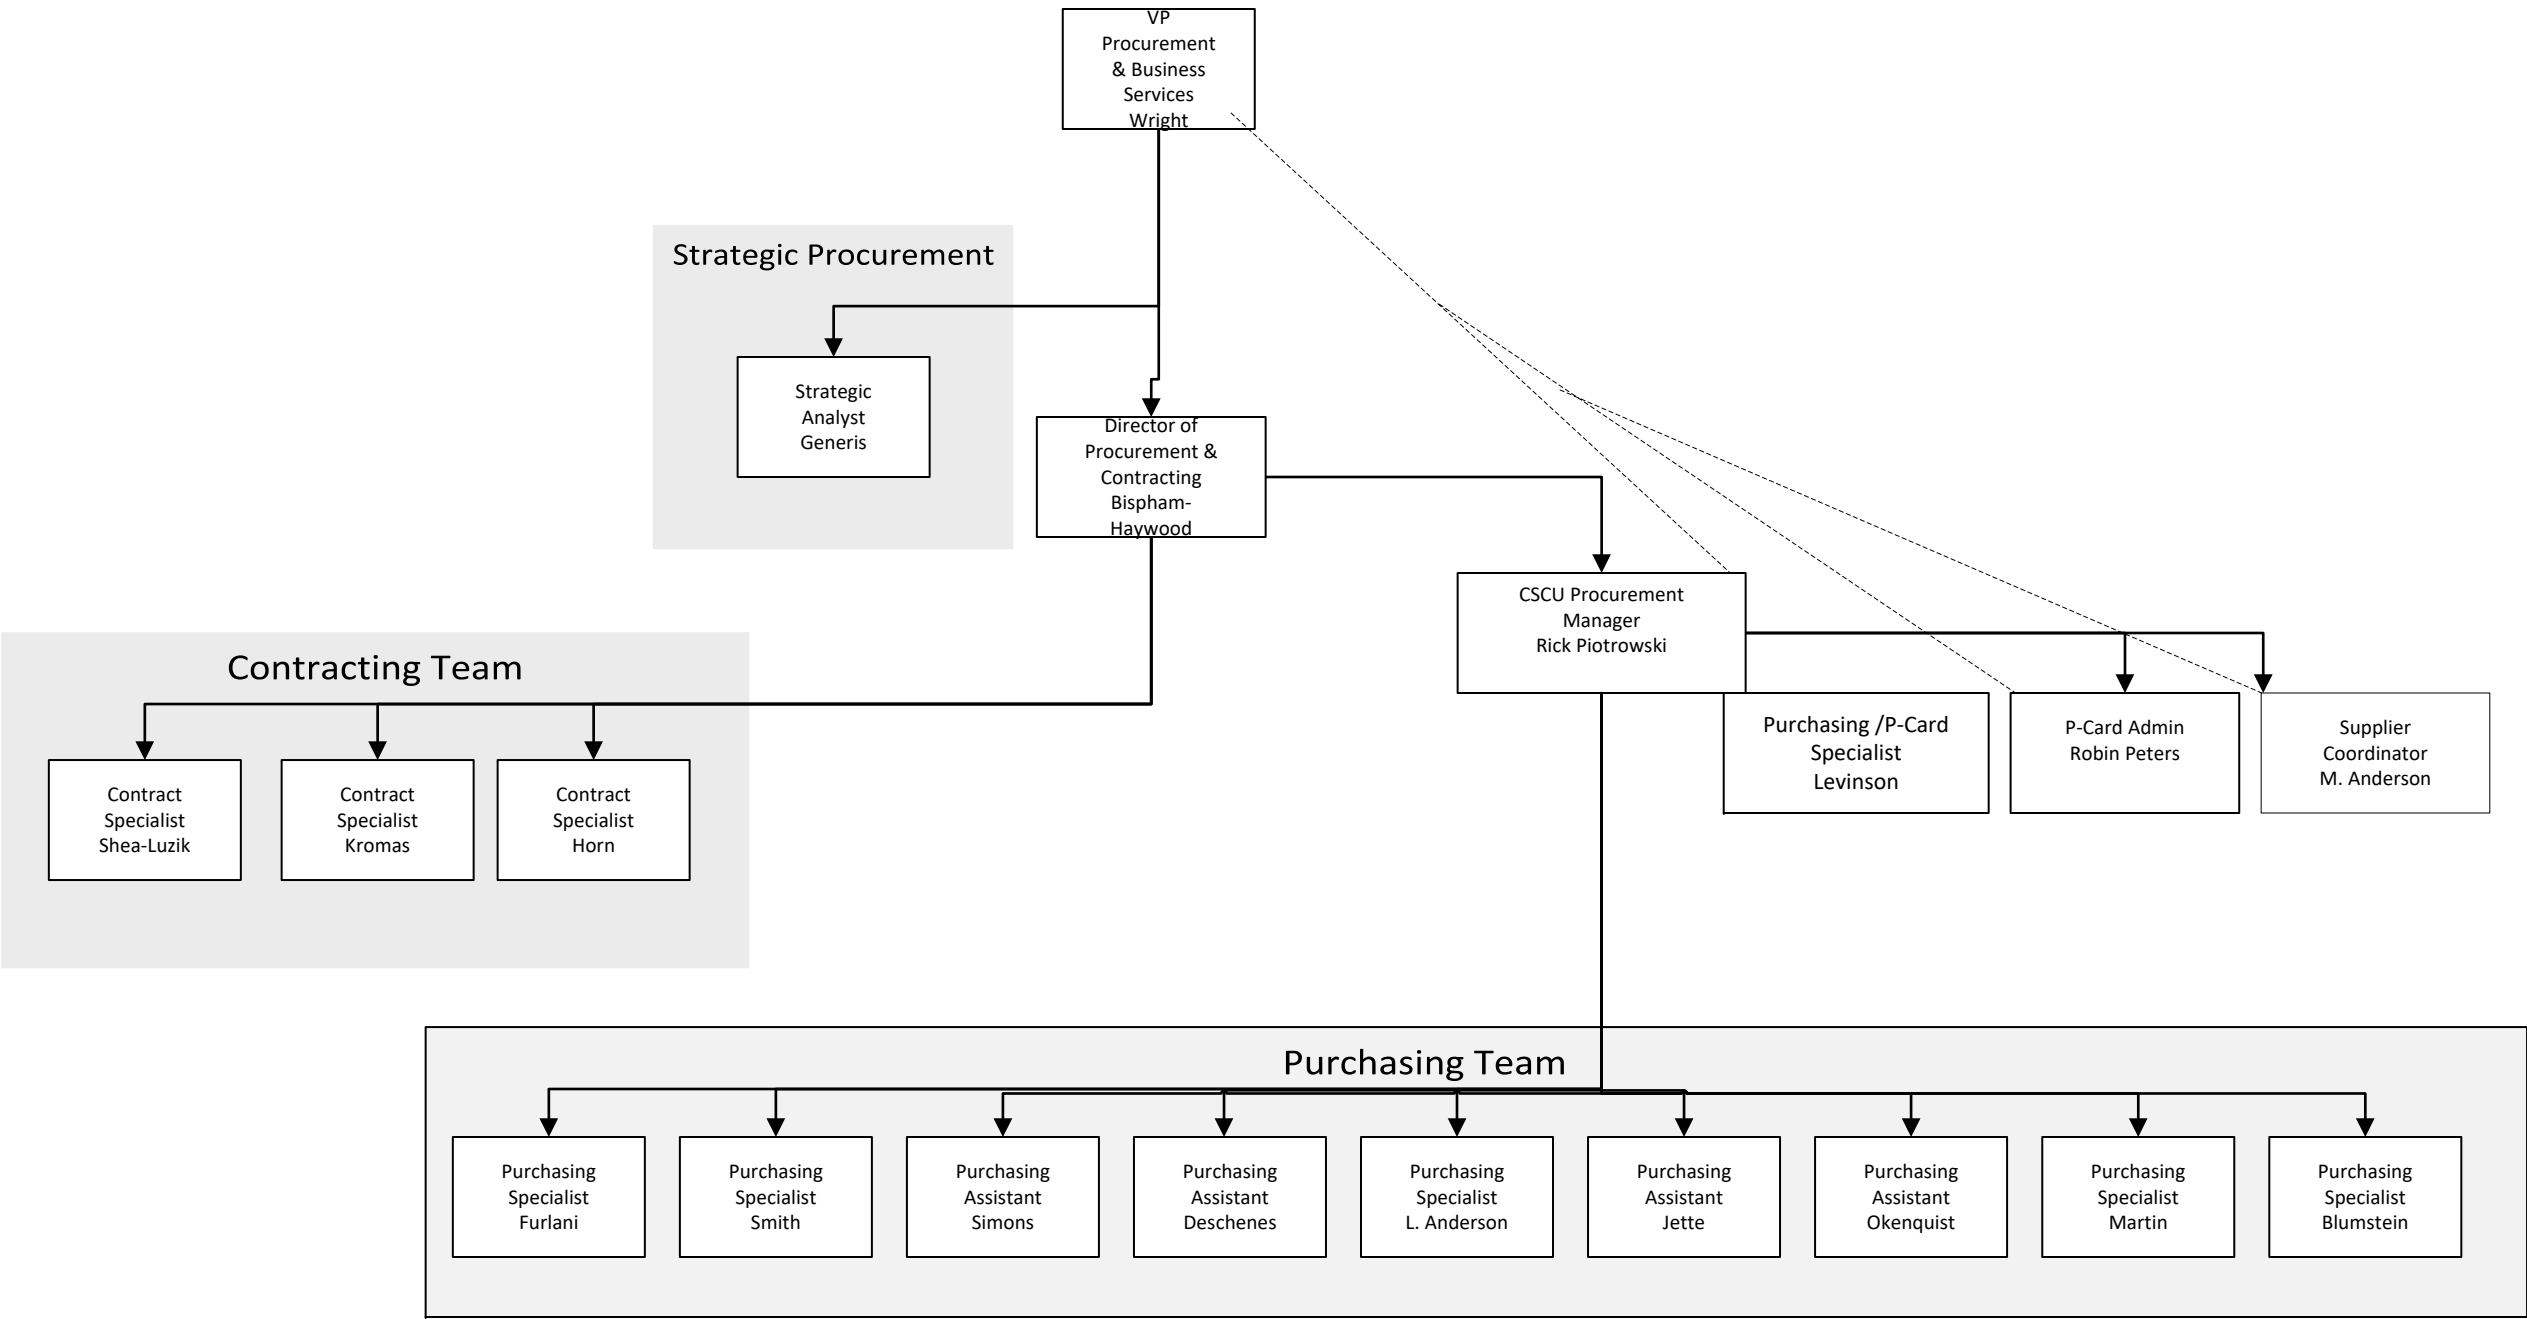 VP
Procurement
& Business
Services
Wright
Strategic Procurement
Strategic
Analyst
Generis
Director of
Procurement &
Contracting
Bispham-
Haywood
CSCU Procurement
Manager
Rick Piotrowski
Contracting Team
Contract
Specialist
Shea-Luzik
Contract
Specialist
Kromas
Contract
Specialist
Horn
Purchasing /P-Card
Specialist
Levinson
P-Card Admin
Robin Peters
Supplier
Coordinator
M. Anderson
Purchasing Team
Purchasing
Specialist
Furlani
Purchasing
Specialist
Smith
Purchasing
Assistant
Simons
Purchasing
Assistant
Deschenes
Purchasing
Specialist
L. Anderson
Purchasing
Assistant
Jette
Purchasing
Assistant
Okenquist
Purchasing
Specialist
Martin
Purchasing
Specialist
Blumstein